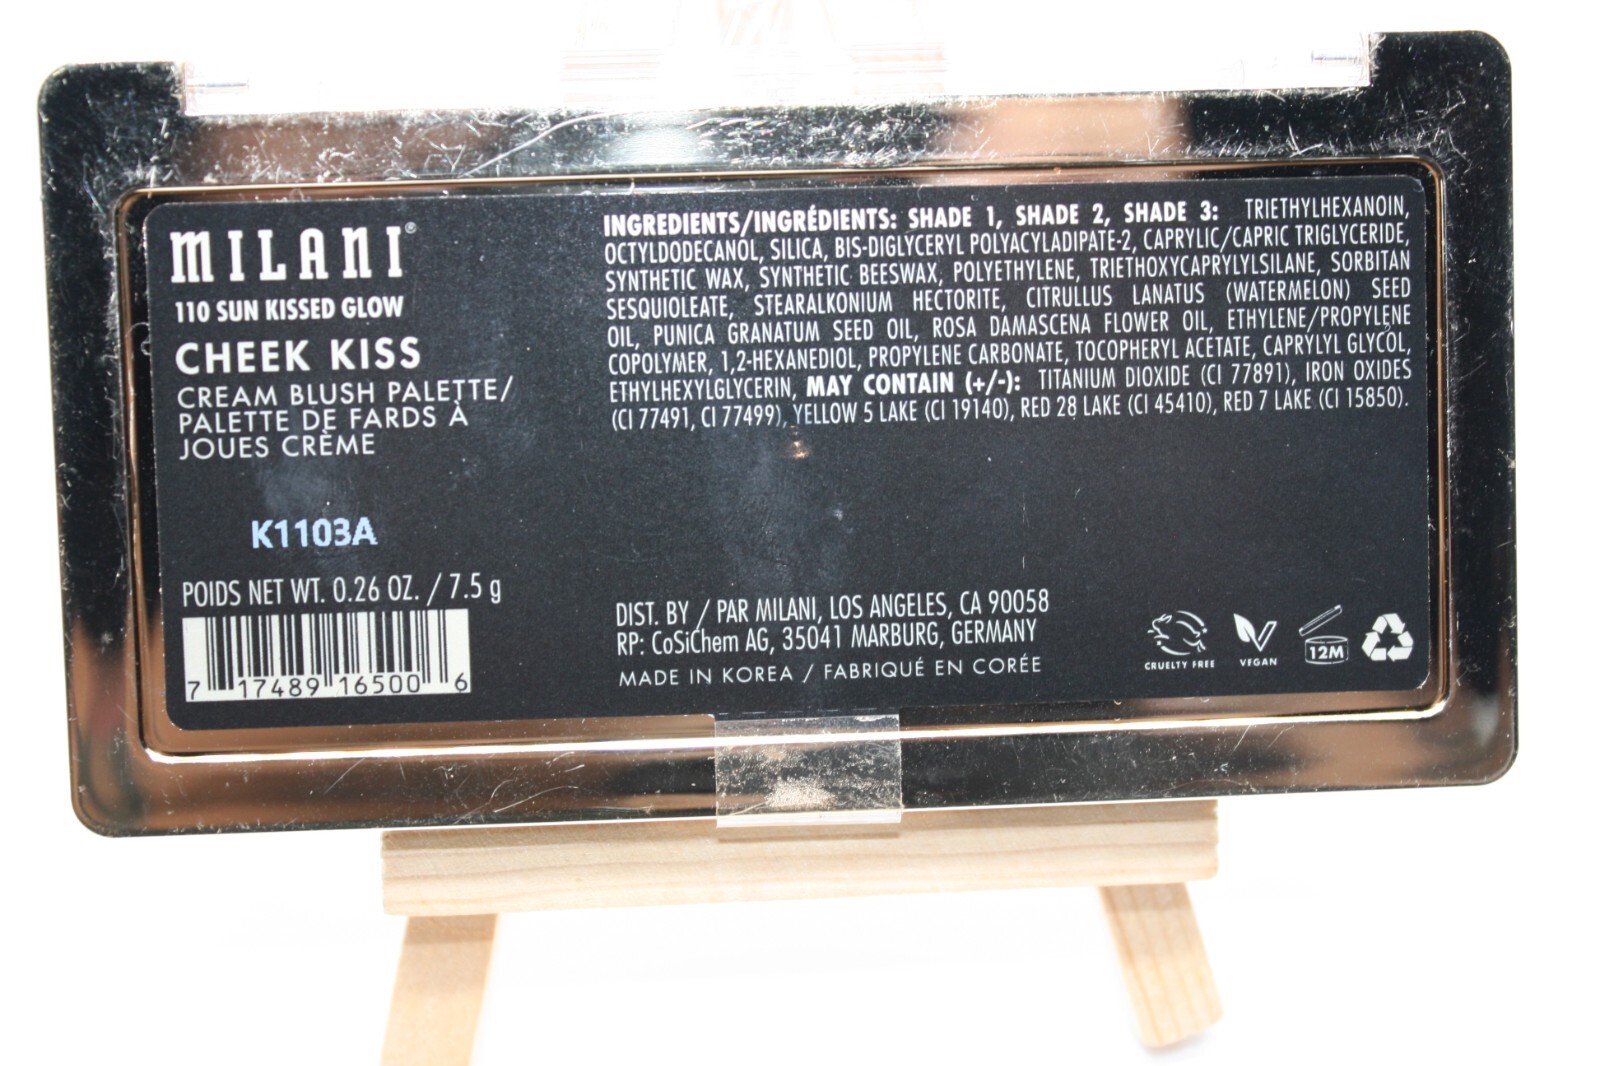 MILANI®
110 SUN KISSED GLOW
CHEEK KISS
CREAM BLUSH PALETTE/
PALETTE DE FARDS À
JOUES CRÈME
K1103A
POIDS NET WT. 0.26 OZ. / 7.5 g
7 17489 16500 6
INGREDIENTS/INGRÉDIENTS: SHADE 1, SHADE 2, SHADE 3: TRIETHYLHEXANOIN,
OCTYLDODECANOL, SILICA, BIS-DIGLYCERYL POLYACYLADIPATE-2, CAPRYLIC/CAPRIC TRIGLYCERIDE,
SYNTHETIC WAX, SYNTHETIC BEESWAX, POLYETHYLENE, TRIETHOXYCAPRYLYLSILANE, SORBITAN
SESQUIOLEATE, STEARALKONIUM HECTORITE, CITRULLUS LANATUS (WATERMELON) SEED
OIL, PUNICA GRANATUM SEED OIL, ROSA DAMASCENA FLOWER OIL, ETHYLENE/PROPYLENE
COPOLYMER, 1,2-HEXANEDIOL, PROPYLENE CARBONATE, TOCOPHERYL ACETATE, CAPRYLYL GLYCOL,
ETHYLHEXYLGLYCERIN, MAY CONTAIN (+/-): TITANIUM DIOXIDE (CI 77891), IRON OXIDES
(CI 77491, CI 77499), YELLOW 5 LAKE (CI 19140), RED 28 LAKE (CI 45410), RED 7 LAKE (CI 15850).
DIST. BY / PAR MILANI, LOS ANGELES, CA 90058
RP: CoSiChem AG, 35041 MARBURG, GERMANY
MADE IN KOREA / FABRIQUÉ EN CORÉE
CRUELTY FREE
VEGAN
12M